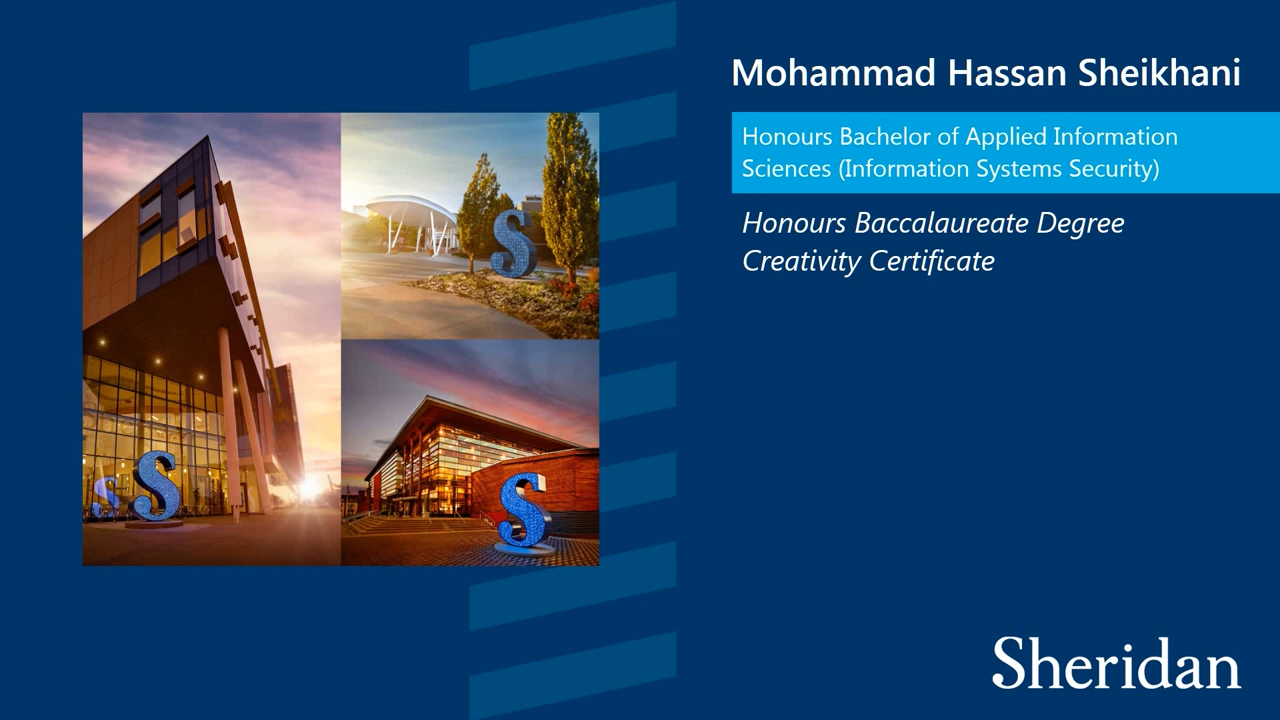 Mohammad Hassan Sheikhani
Honours Bachelor of Applied Information
Sciences (Information Systems Security)
Honours Baccalaureate Degree
Creativity Certificate
S
S
S
Sheridan